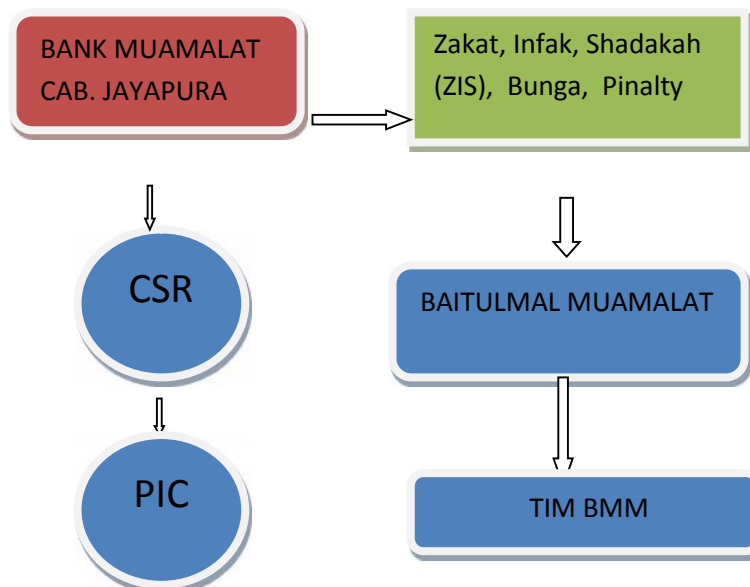 BANK MUAMALAT
CAB. JAYAPURA
Zakat, Infak, Shadakah
(ZIS), Bunga, Pinalty
CSR
BAITULMAL MUAMALAT
PIC
TIM BMM